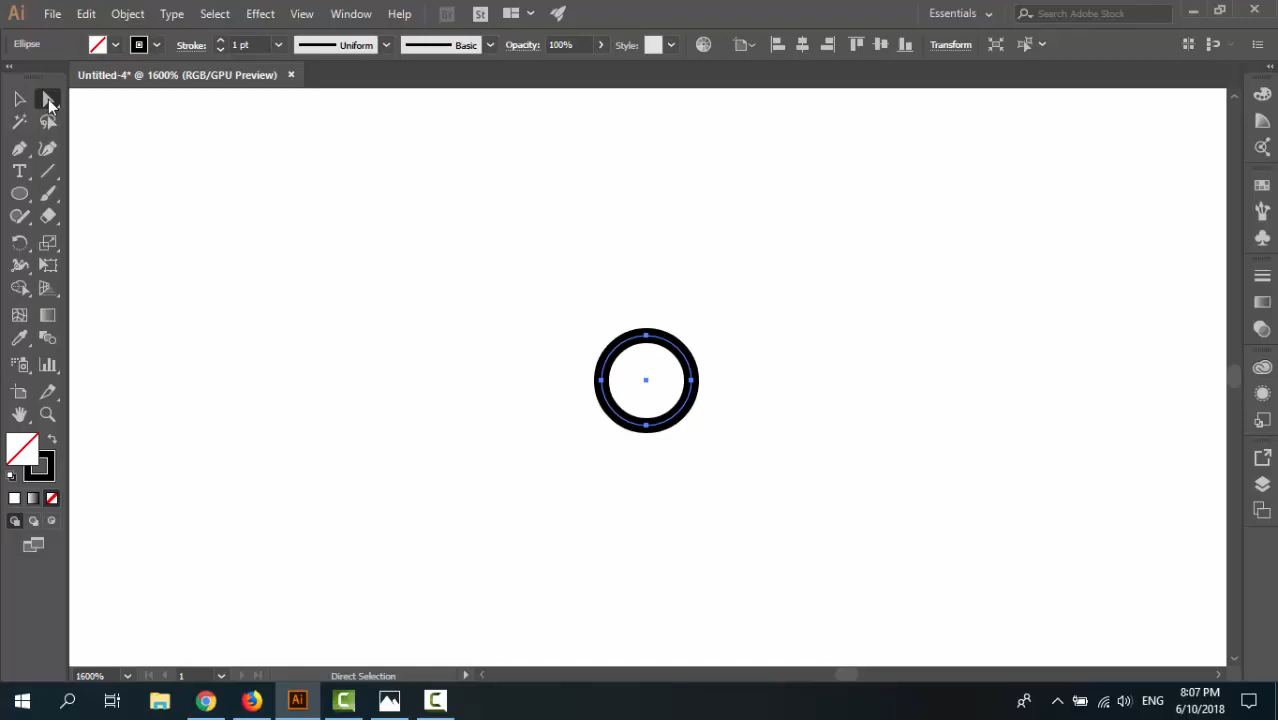 Ai File Edit Object Type Select Effect View Window Help Br St Essentials Search Adobe Stock
Ellipse Stroke: 1 pt Uniform Basic Opacity: 100% Style: Transform
Untitled-4* @ 1600% (RGB/GPU Preview)
T
1600% 1 Direct Selection
Ai C C ENG 8:07 PM
6/10/2018